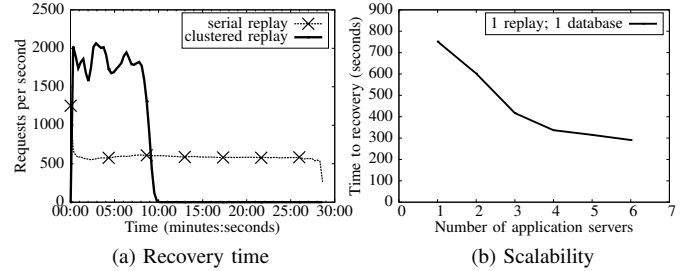 serial replay
clustered replay
2500
2000
1500
1000
500
0
Requests per second
00:00 05:00 10:00 15:00 20:00 25:00 30:00
Time (minutes:seconds)
(a) Recovery time
1 replay; 1 database
900
800
700
600
500
400
300
200
100
0
Time to recovery (seconds)
0 1 2 3 4 5 6 7
Number of application servers
(b) Scalability